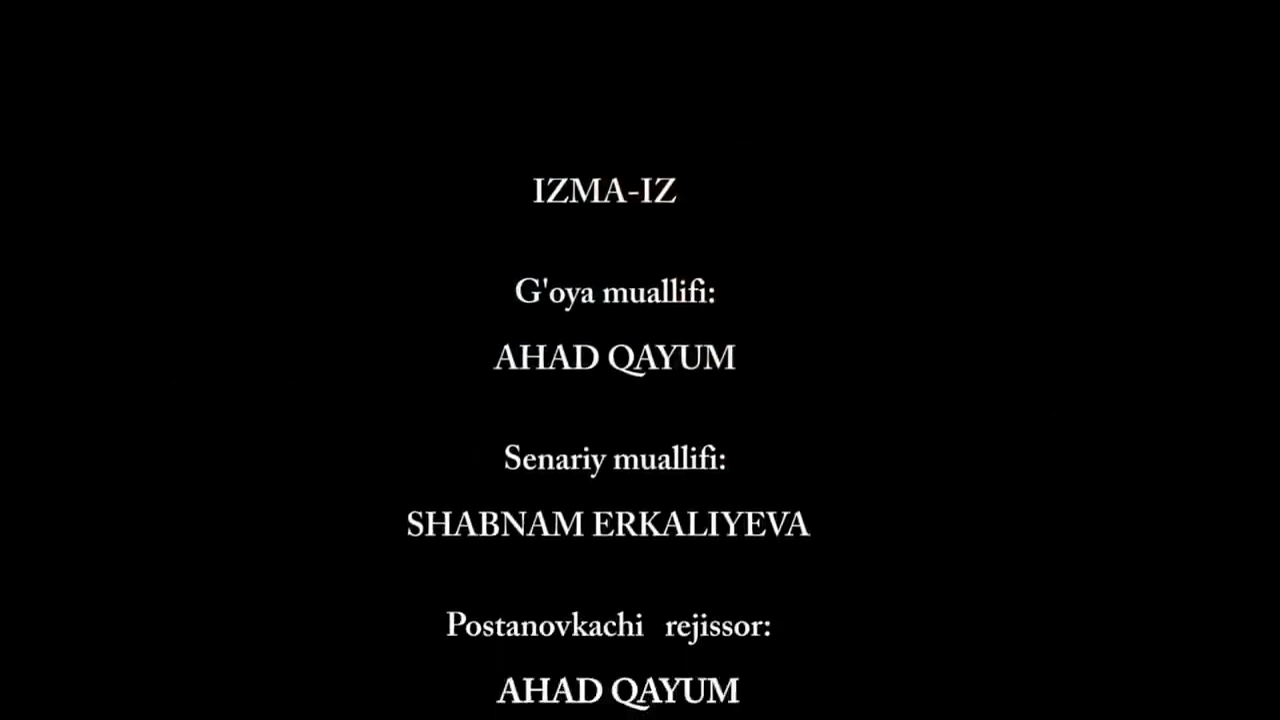 IZMA-IZ
G'oya muallifi:
AHAD QAYUM
Senariy muallifi:
SHABNAM ERKALIYEVA
Postanovkachi rejissor:
AHAD QAYUM